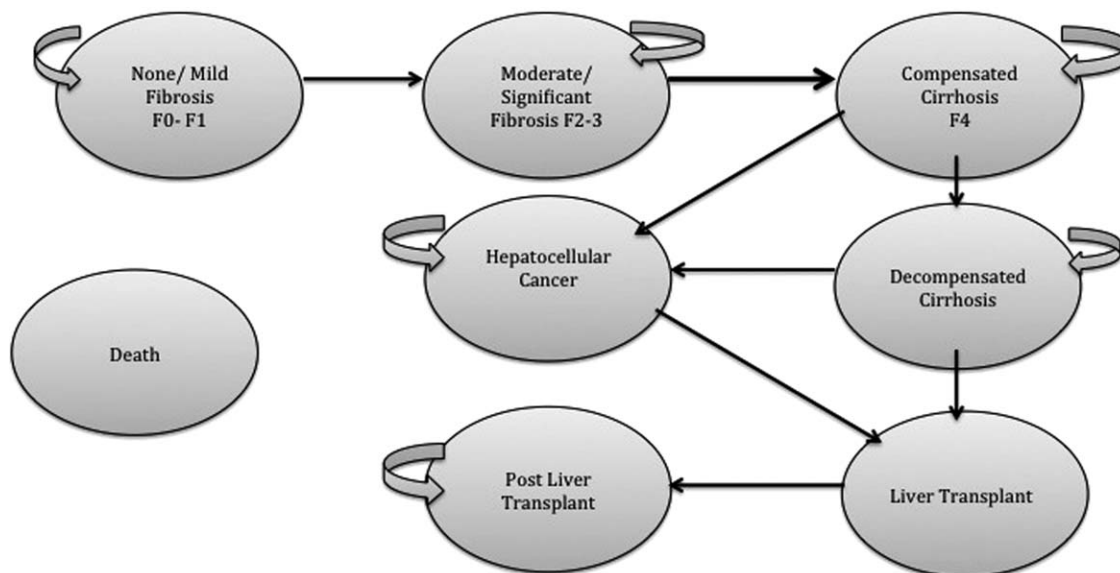 None/ Mild
Fibrosis
F0- F1
Moderate/
Significant
Fibrosis F2-3
Compensated
Cirrhosis
F4
Hepatocellular
Cancer
Decompensated
Cirrhosis
Death
Post Liver
Transplant
Liver Transplant